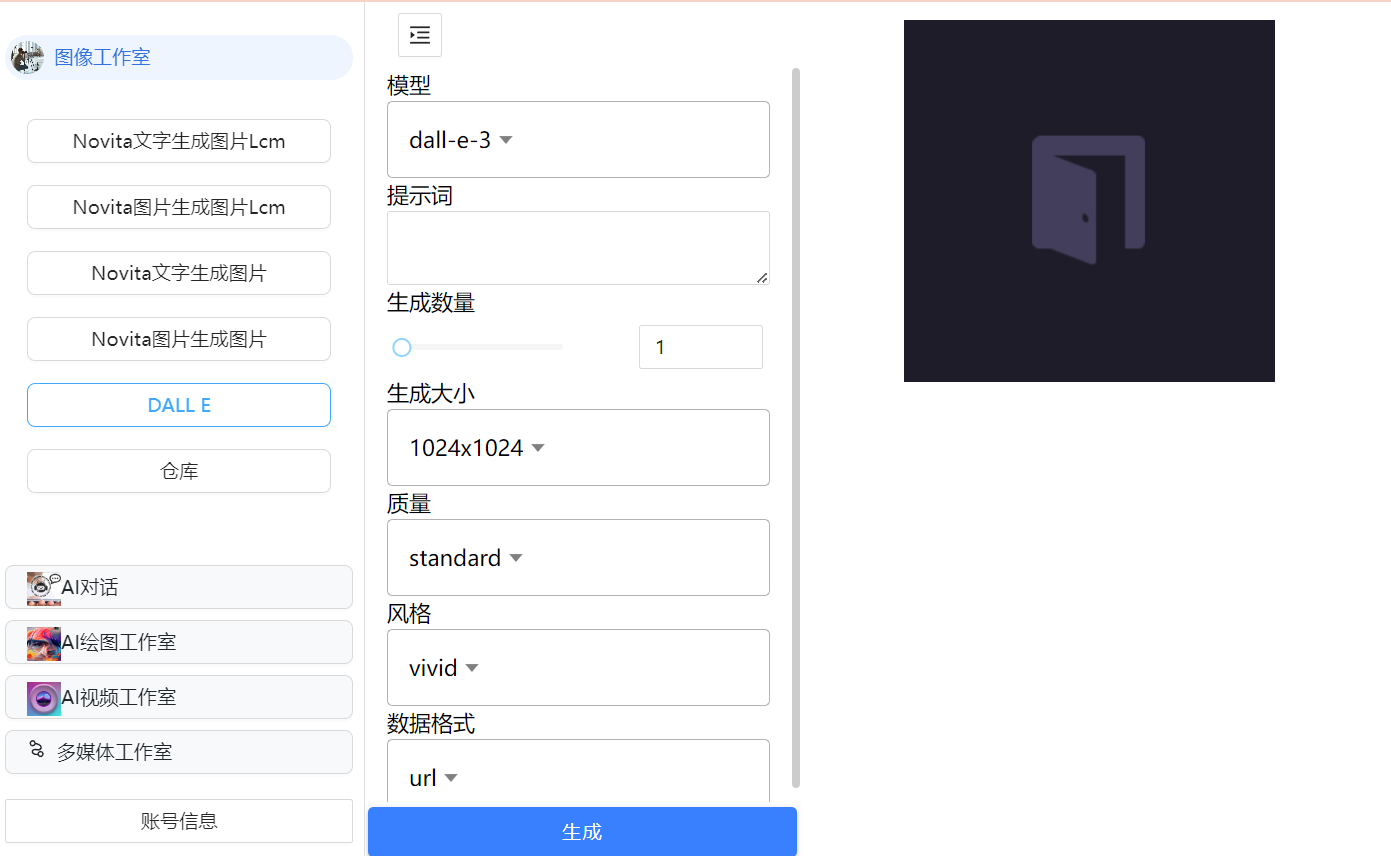 图像工作室
Novita文字生成图片Lcm
Novita图片生成图片Lcm
Novita文字生成图片
Novita图片生成图片
DALL E
仓库
AI对话
AI绘图工作室
AI视频工作室
多媒体工作室
账号信息
模型
dall-e-3
提示词
生成数量
1
生成大小
1024x1024
质量
standard
风格
vivid
数据格式
url
生成